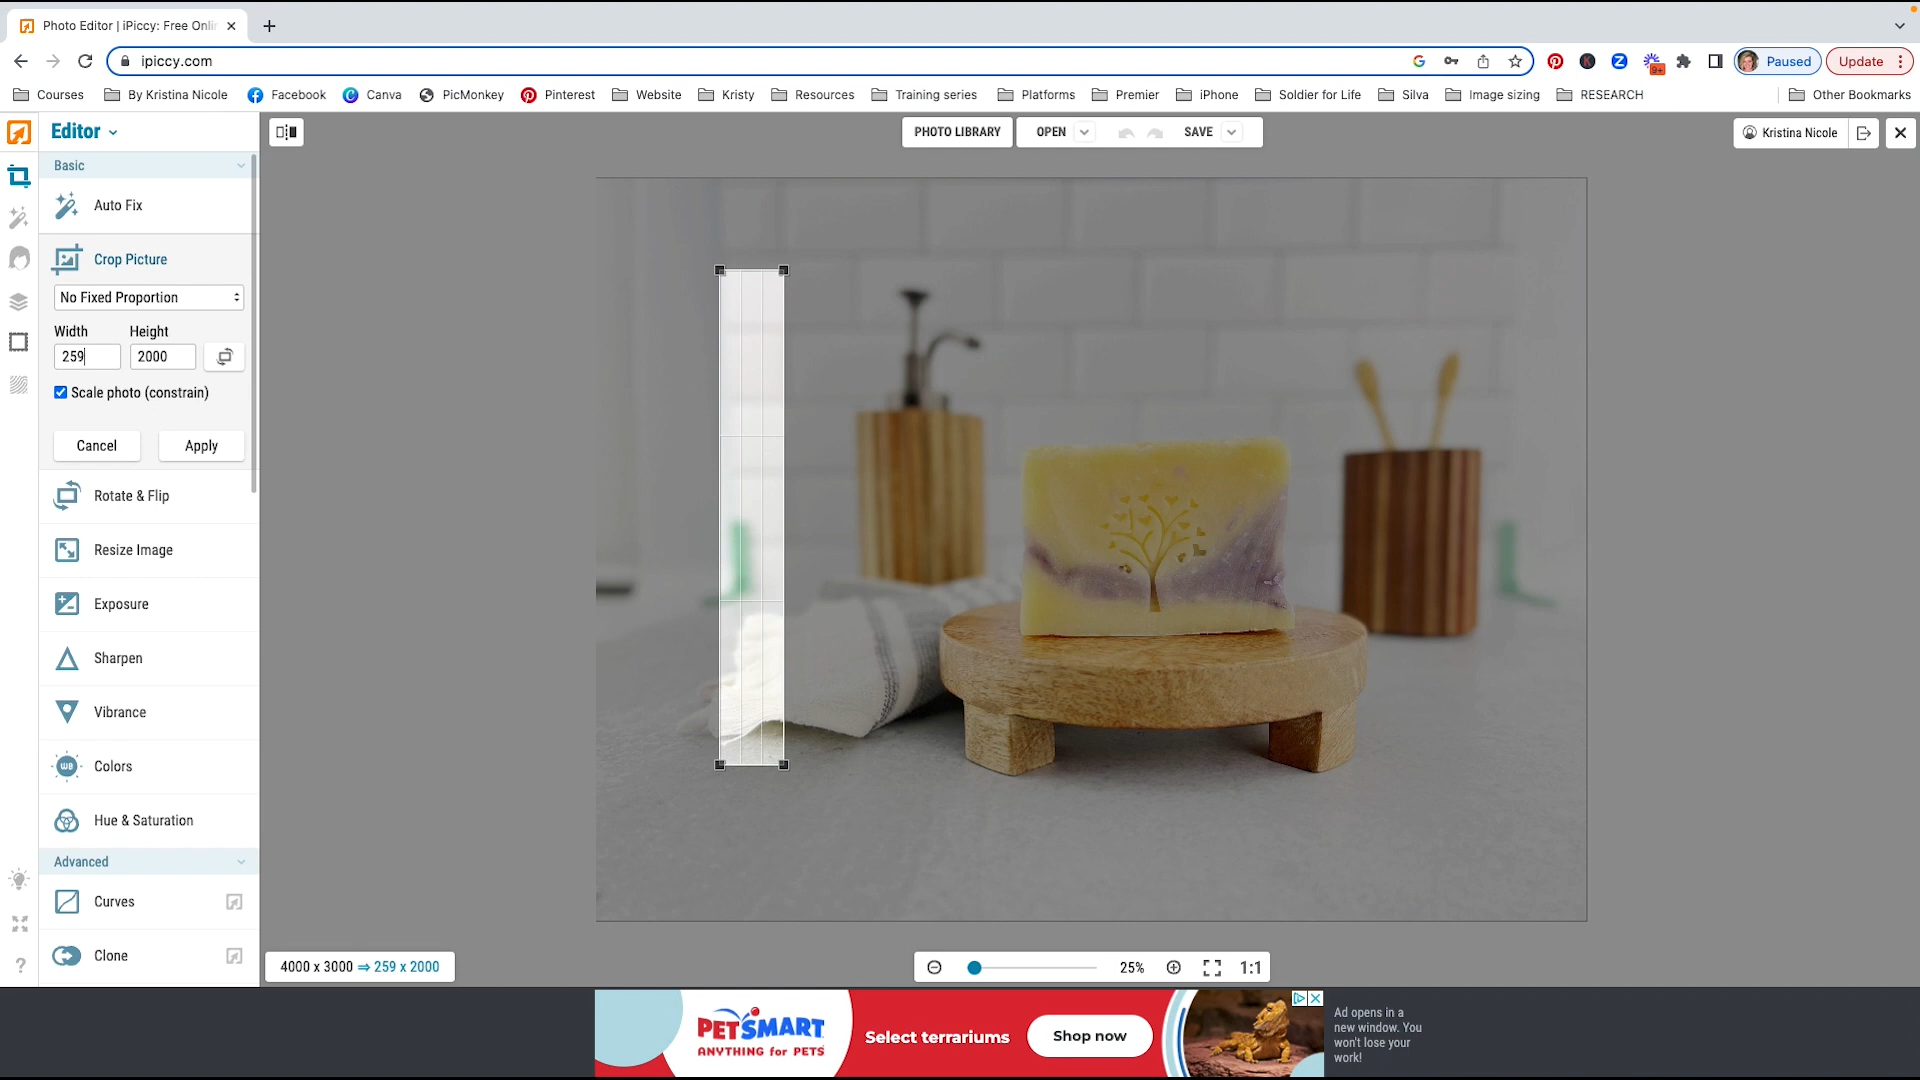 Photo Editor | iPiccy: Free Onlin
ipiccy.com
9+
Paused
Update
Courses
By Kristina Nicole
Facebook
Canva
PicMonkey
Pinterest
Website
Kristy
Resources
Training series
Platforms
Premier
iPhone
Soldier for Life
Silva
Image sizing
RESEARCH
Other Bookmarks
Editor
PHOTO LIBRARY
OPEN
SAVE
Kristina Nicole
Basic
Auto Fix
Crop Picture
No Fixed Proportion
Width Height
259 2000
Scale photo (constrain)
Cancel Apply
Rotate & Flip
Resize Image
Exposure
Sharpen
Vibrance
Colors
Hue & Saturation
Advanced
Curves
Clone
4000 x 3000 ⇒ 259 x 2000
25%
1:1
PETSMART
ANYTHING for PETS
Select terrariums
Shop now
Ad opens in a
new window. You
won't lose your
work!